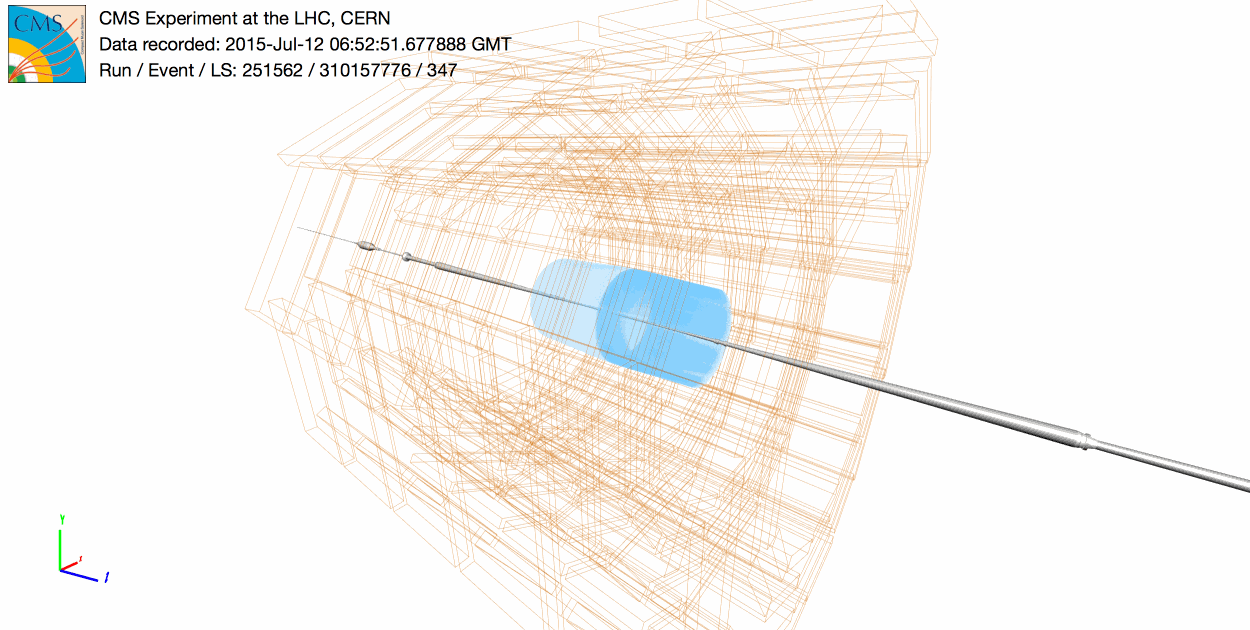 CMS
CMS Experiment at the LHC, CERN
Data recorded: 2015-Jul-12 06:52:51.677888 GMT
Run / Event / LS: 251562 / 310157776 / 347
Y